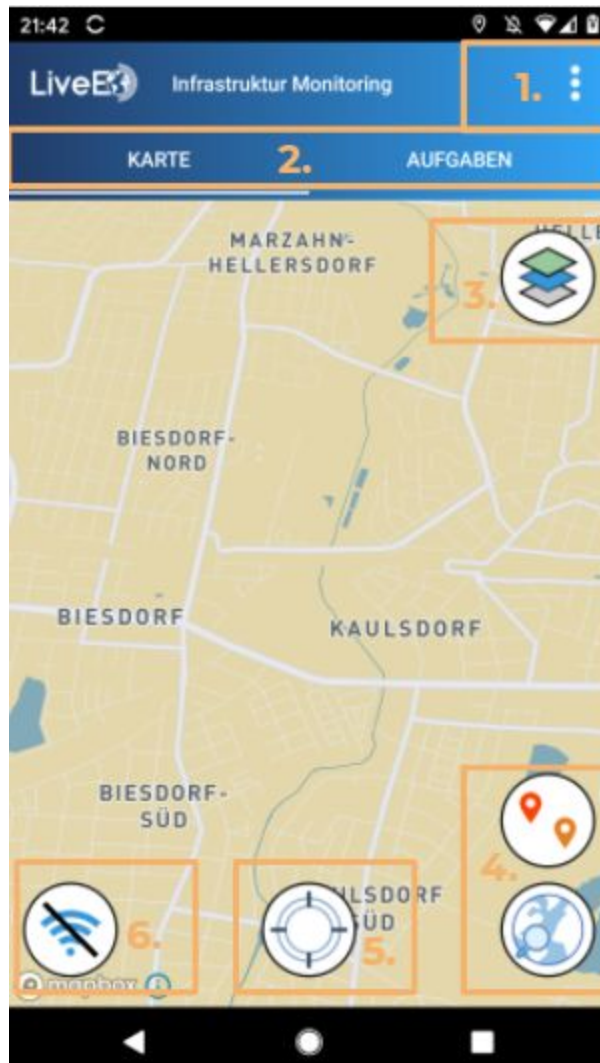 21:42
LiveEO Infrastruktur Monitoring 1.
KARTE 2. AUFGABEN
MARZAHN-
HELLERSDORF
3.
BIESDORF-
NORD
BIESDORF
KAULSDORF
BIESDORF-
SÜD
4.
SÜD
6.
5.
mapbox